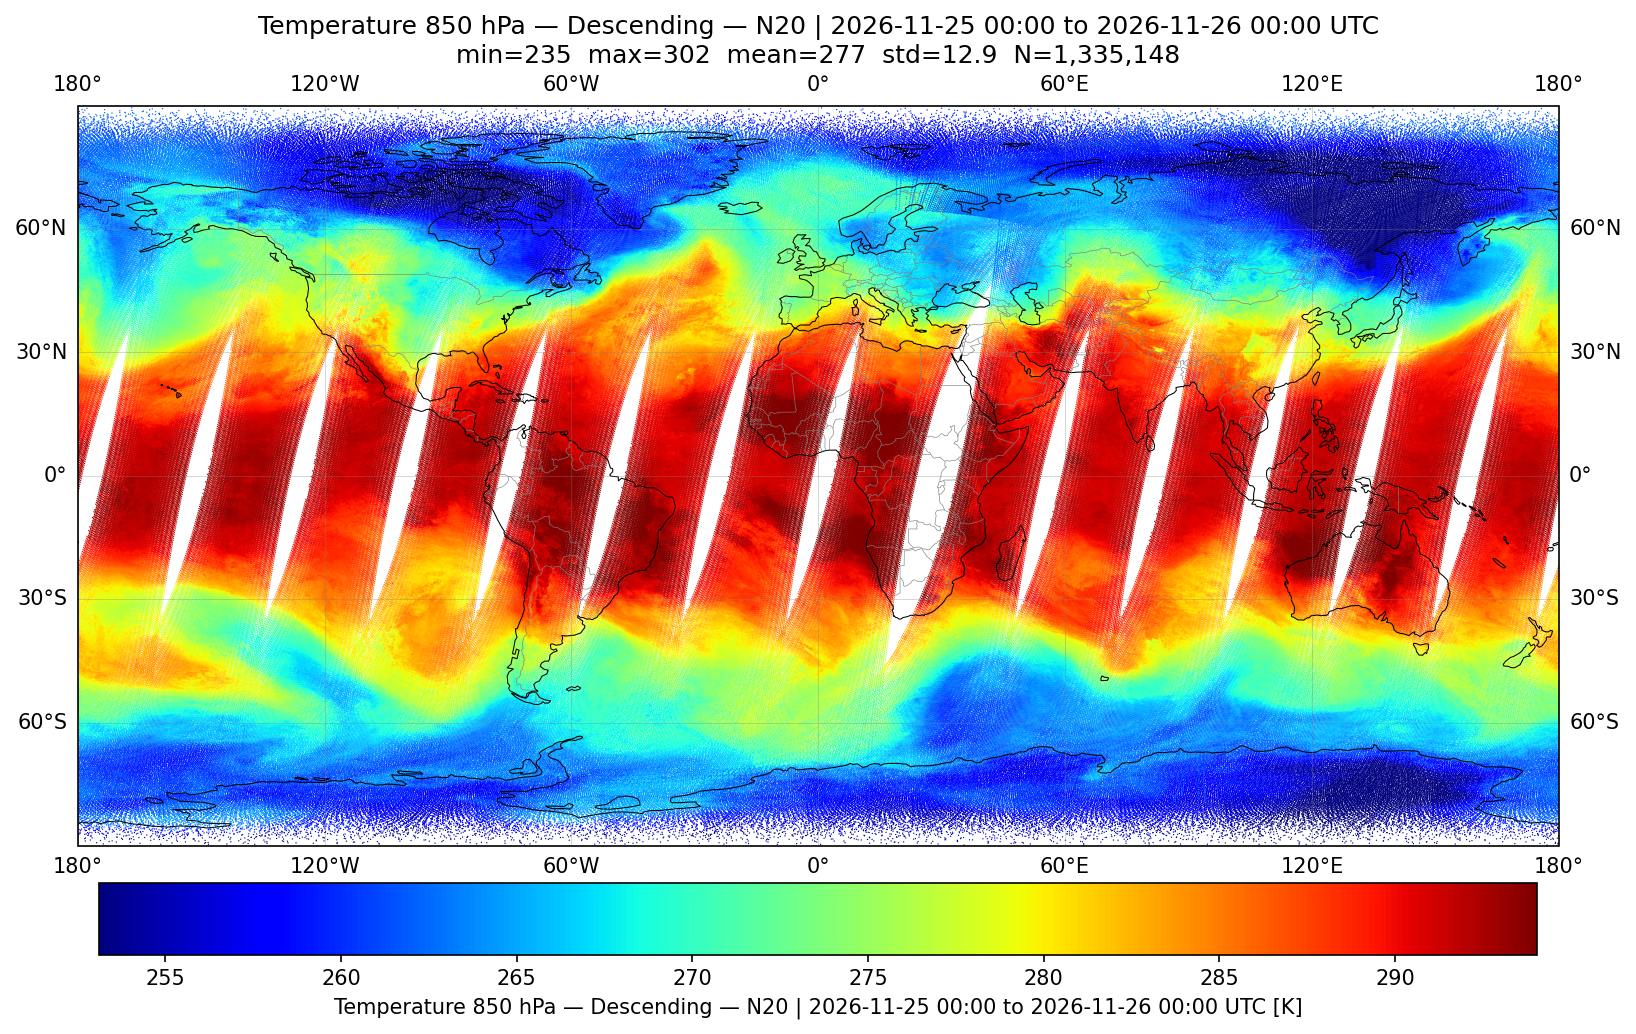 Temperature 850 hPa — Descending — N20 | 2026-11-25 00:00 to 2026-11-26 00:00 UTC
min=235 max=302 mean=277 std=12.9 N=1,335,148
180° 120°W 60°W 0° 60°E 120°E 180°
60°N 60°N
30°N 30°N
0° 0°
30°S 30°S
60°S 60°S
180° 120°W 60°W 0° 60°E 120°E 180°
255 260 265 270 275 280 285 290
Temperature 850 hPa — Descending — N20 | 2026-11-25 00:00 to 2026-11-26 00:00 UTC [K]